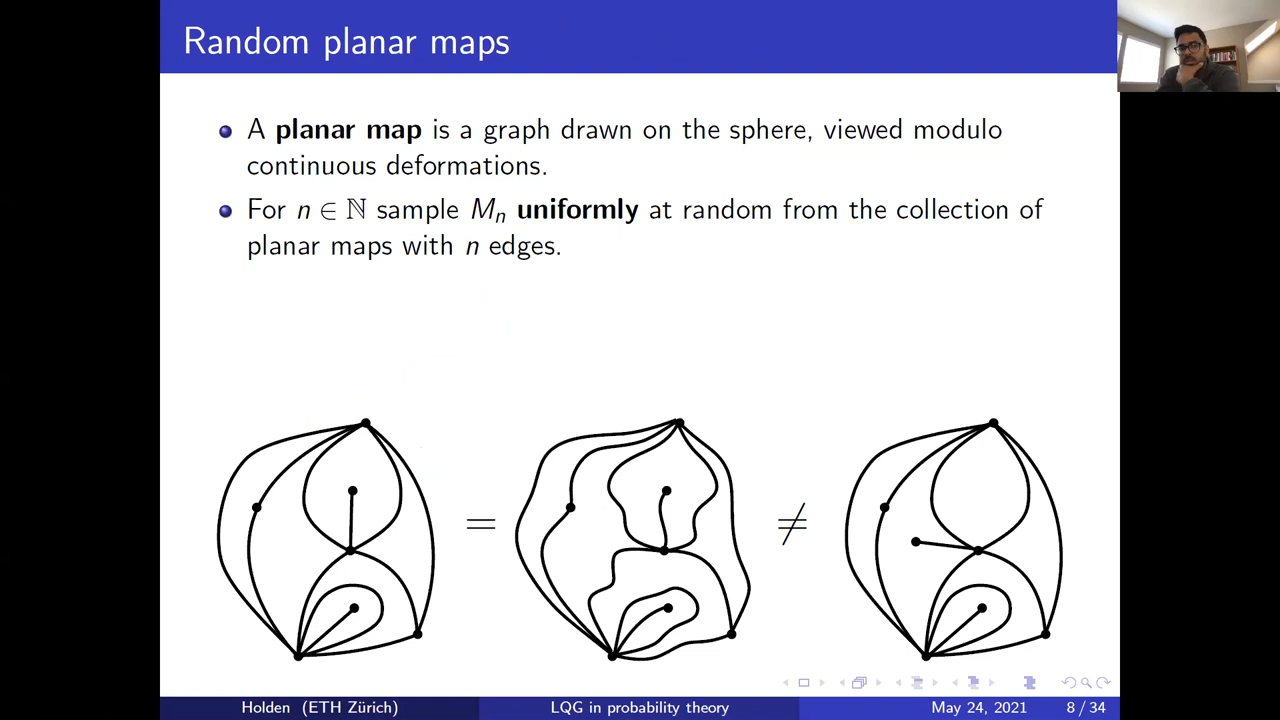 Random planar maps
A planar map is a graph drawn on the sphere, viewed modulo
continuous deformations.
For n ∈ ℕ sample Mₙ uniformly at random from the collection of
planar maps with n edges.
= ≠
Holden (ETH Zürich) LQG in probability theory May 24, 2021 8 / 34